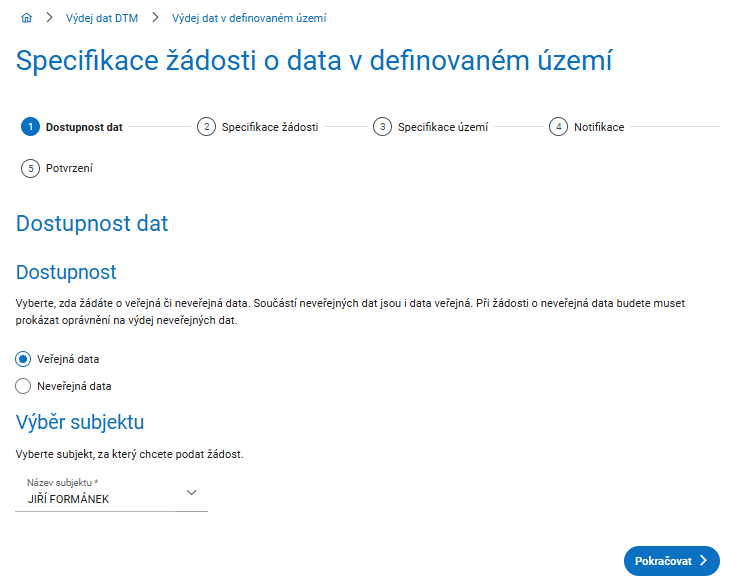 Výdej dat DTM Výdej dat v definovaném území
Specifikace žádosti o data v definovaném území
1 Dostupnost dat 2 Specifikace žádosti 3 Specifikace území 4 Notifikace
5 Potvrzení
Dostupnost dat
Dostupnost
Vyberte, zda žádáte o veřejná či neveřejná data. Součástí neveřejných dat jsou i data veřejná. Při žádosti o neveřejná data budete muset
prokázat oprávnění na výdej neveřejných dat.
Veřejná data
Neveřejná data
Výběr subjektu
Vyberte subjekt, za který chcete podat žádost.
Název subjektu *
JIŘÍ FORMÁNEK
Pokračovat